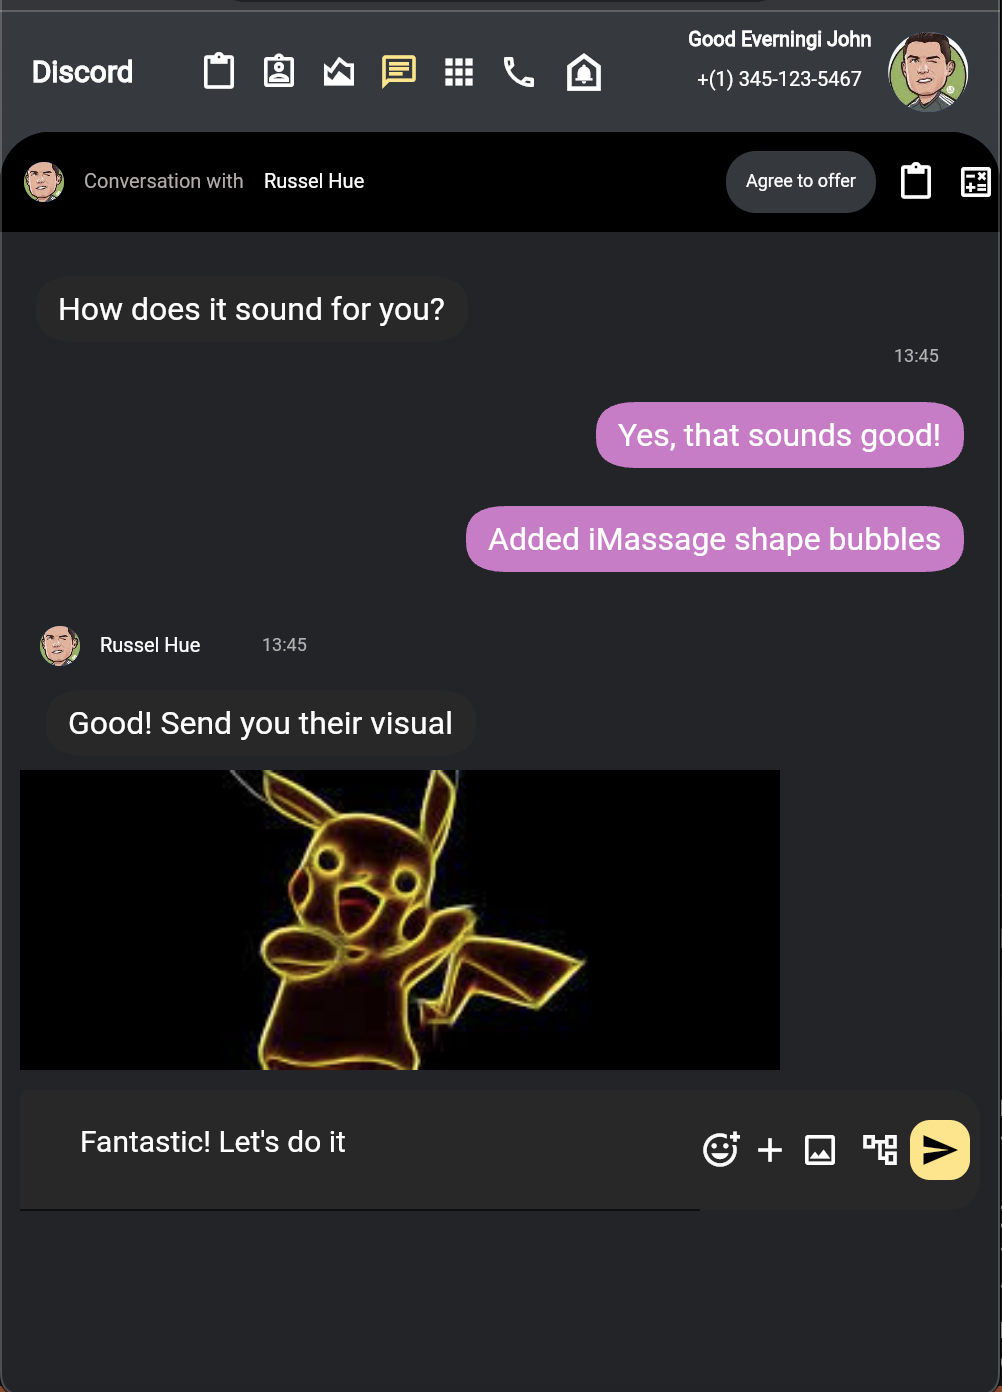 Discord
Good Everningi John
+(1) 345-123-5467
Conversation with Russel Hue
Agree to offer
How does it sound for you?
13:45
Yes, that sounds good!
Added iMassage shape bubbles
Russel Hue 13:45
Good! Send you their visual
Fantastic! Let's do it